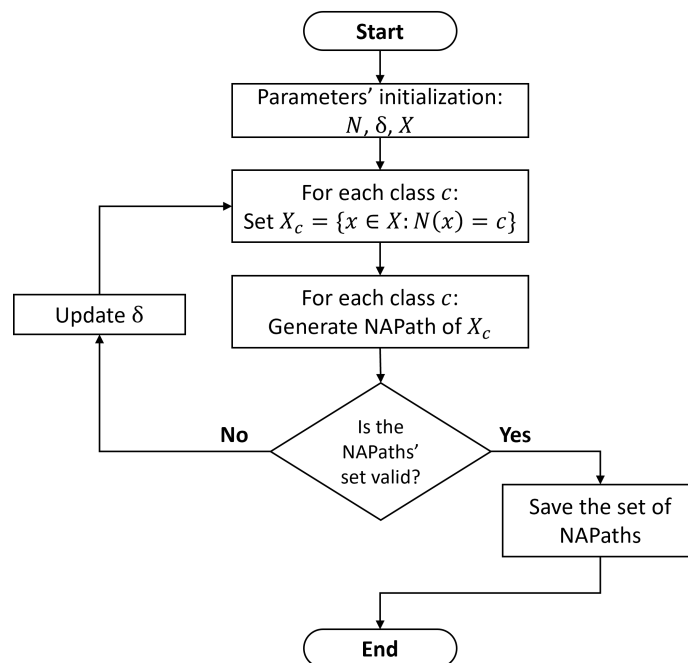 Start
Parameters’ initialization:
N, δ, X
For each class c:
Set X_c = {x ∈ X: N(x) = c}
For each class c:
Generate NAPath of X_c
Update δ
Is the
NAPaths’
set valid?
No
Yes
Save the set of
NAPaths
End